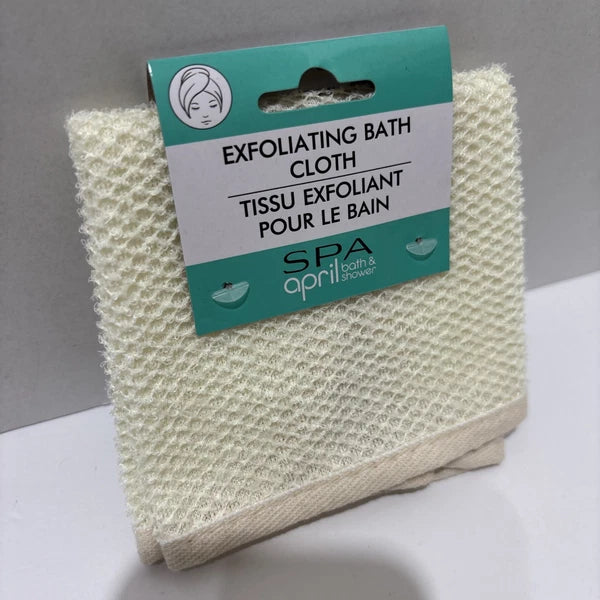 EXFOLIATING BATH
CLOTH
TISSU EXFOLIANT
POUR LE BAIN
SPA
april bath &
shower